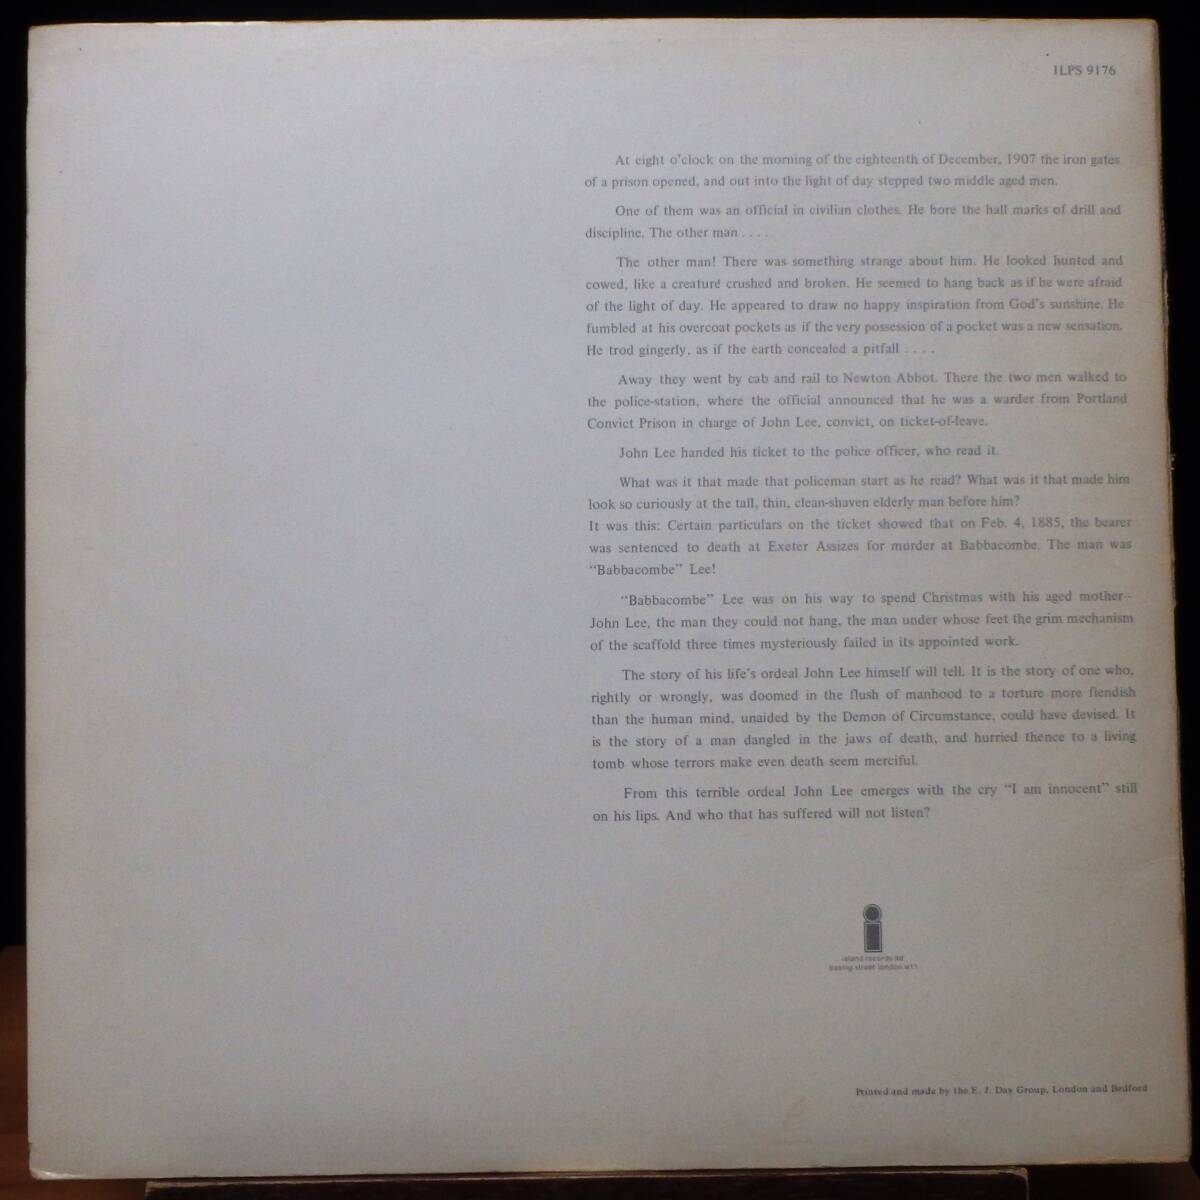 ILPS 9176
At eight o'clock on the morning of the eighteenth of December, 1907 the iron gates
of a prison opened, and out into the light of day stepped two middle aged men.
One of them was an official in civilian clothes. He bore the hall marks of drill and
discipline. The other man . . . .
The other man! There was something strange about him. He looked hunted and
cowed, like a creature crushed and broken. He seemed to hang back as if he were afraid
of the light of day. He appeared to draw no happy inspiration from God's sunshine. He
fumbled at his overcoat pockets as if the very possession of a pocket was a new sensation.
He trod gingerly, as if the earth concealed a pitfall . . . .
Away they went by cab and rail to Newton Abbot. There the two men walked to
the police-station, where the official announced that he was a warder from Portland
Convict Prison in charge of John Lee, convict, on ticket-of-leave.
John Lee handed his ticket to the police officer, who read it.
What was it that made that policeman start as he read? What was it that made him
look so curiously at the tall, thin, clean-shaven elderly man before him?
It was this: Certain particulars on the ticket showed that on Feb. 4, 1885, the bearer
was sentenced to death at Exeter Assizes for murder at Babbacombe. The man was
"Babbacombe" Lee!
"Babbacombe" Lee was on his way to spend Christmas with his aged mother–
John Lee, the man they could not hang, the man under whose feet the grim mechanism
of the scaffold three times mysteriously failed in its appointed work.
The story of his life's ordeal John Lee himself will tell. It is the story of one who,
rightly or wrongly, was doomed in the flush of manhood to a torture more fiendish
than the human mind, unaided by the Demon of Circumstance, could have devised. It
is the story of a man dangled in the jaws of death, and hurried thence to a living
tomb whose terrors make even death seem merciful.
From this terrible ordeal John Lee emerges with the cry "I am innocent" still
on his lips. And who that has suffered will not listen?
i
island records ltd
basing street london w11
Printed and made by the E. J. Day Group, London and Bedford